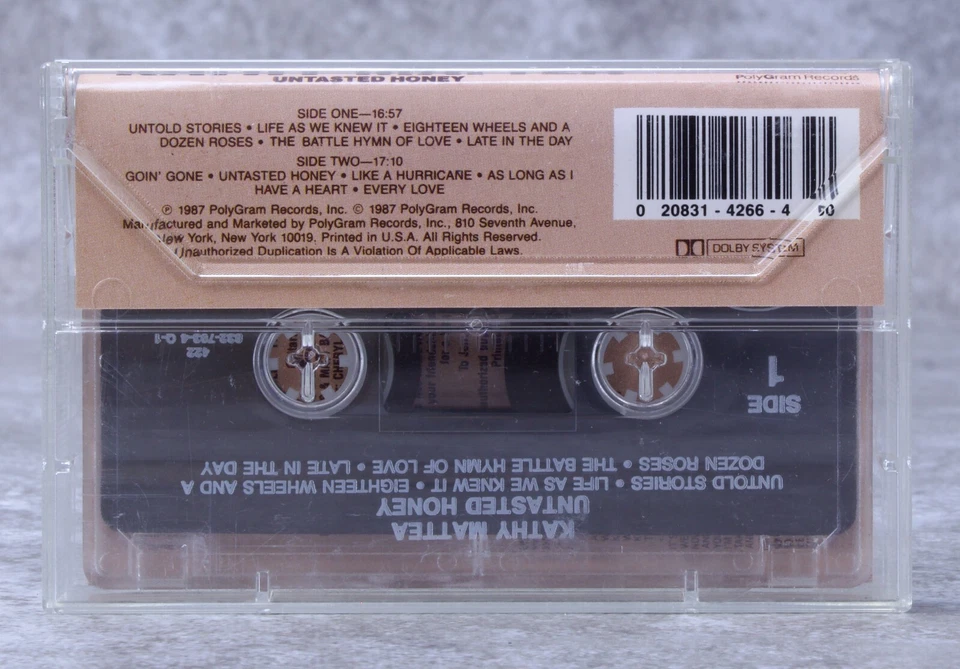 UNTASTED HONEY
PolyGram Records
SIDE ONE—16:57
UNTOLD STORIES • LIFE AS WE KNEW IT • EIGHTEEN WHEELS AND A
DOZEN ROSES • THE BATTLE HYMN OF LOVE • LATE IN THE DAY
SIDE TWO—17:10
GOIN' GONE • UNTASTED HONEY • LIKE A HURRICANE • AS LONG AS I
HAVE A HEART • EVERY LOVE
℗ 1987 PolyGram Records, Inc. © 1987 PolyGram Records, Inc.
Manufactured and Marketed by PolyGram Records, Inc., 810 Seventh Avenue,
New York, New York 10019. Printed in U.S.A. All Rights Reserved.
Unauthorized Duplication Is A Violation Of Applicable Laws.
0 20831 - 4266 - 4
DOLBY SYSTEM
KATHY MATTEA
UNTASTED HONEY
UNTOLD STORIES • LIFE AS WE KNEW IT • EIGHTEEN WHEELS AND A
DOZEN ROSES • THE BATTLE HYMN OF LOVE • LATE IN THE DAY
SIDE
1
422
CHERYL